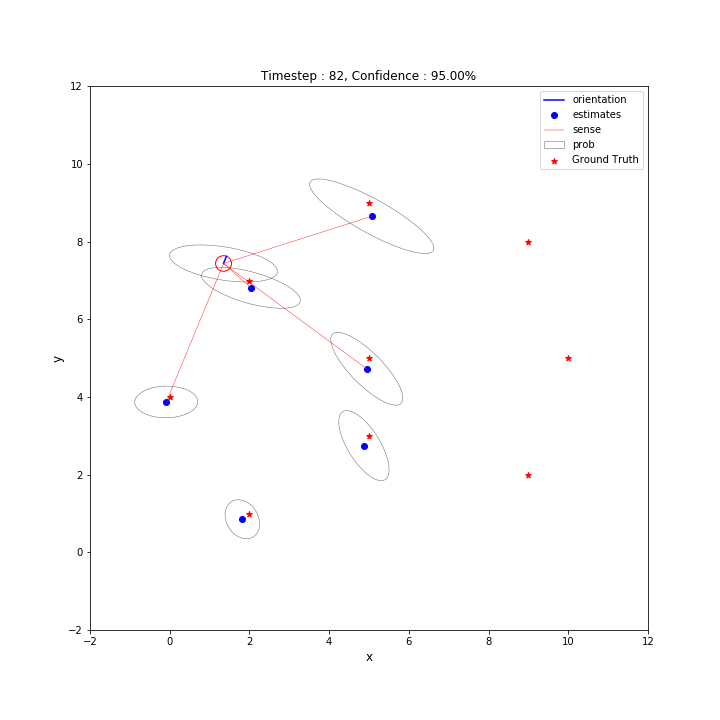 Timestep : 82, Confidence : 95.00%
orientation
estimates
sense
prob
Ground Truth
y
12
10
8
6
4
2
0
−2
−2 0 2 4 6 8 10 12
x